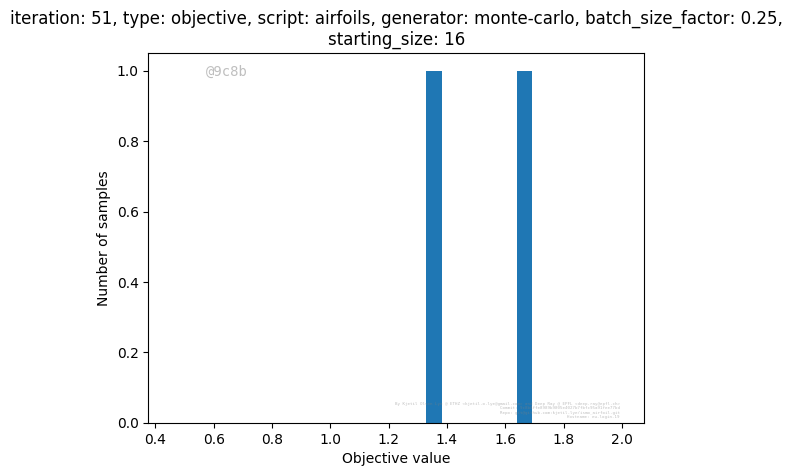 iteration: 51, type: objective, script: airfoils, generator: monte-carlo, batch_size_factor: 0.25,
starting_size: 16
@9c8b
1.0
0.8
0.6
0.4
0.2
0.0
Number of samples
0.4 0.6 0.8 1.0 1.2 1.4 1.6 1.8 2.0
Objective value